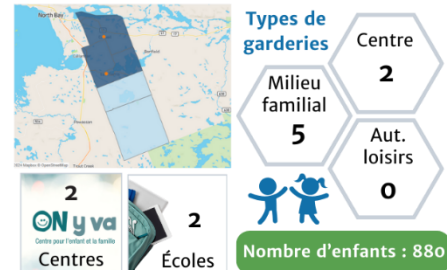 North Bay
Types de
garderies
Centre
2
Milieu
familial
5
Aut.
loisirs
0
2
ON y va
Centre pour l'enfant et la famille
Centres
2
Écoles
Nombre d'enfants : 880